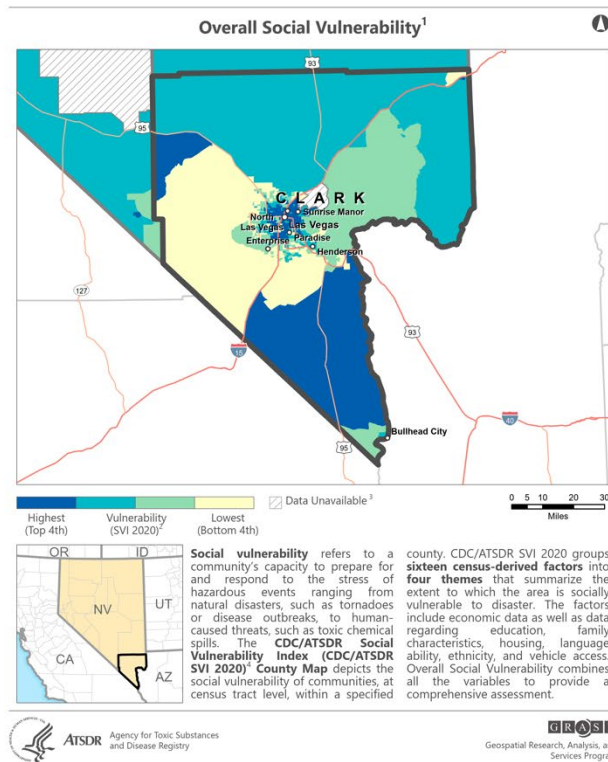 Overall Social Vulnerability¹
93
95
C L A R K
North
Las Vegas
Sunrise Manor
Las Vegas
Paradise
Enterprise
Henderson
127
15
93
40
95
Bullhead City
Highest
(Top 4th)
Vulnerability
(SVI 2020)²
Lowest
(Bottom 4th)
Data Unavailable ³
0 5 10 20 30
Miles
OR
ID
NV
UT
CA
AZ
Social vulnerability refers to a
community's capacity to prepare for
and respond to the stress of
hazardous events ranging from
natural disasters, such as tornadoes
or disease outbreaks, to human-
caused threats, such as toxic chemical
spills. The CDC/ATSDR Social
Vulnerability Index (CDC/ATSDR
SVI 2020)⁴ County Map depicts the
social vulnerability of communities, at
census tract level, within a specified
county. CDC/ATSDR SVI 2020 groups
sixteen census-derived factors into
four themes that summarize the
extent to which the area is socially
vulnerable to disaster. The factors
include economic data as well as data
regarding education, family
characteristics, housing, language
ability, ethnicity, and vehicle access.
Overall Social Vulnerability combines
all the variables to provide a
comprehensive assessment.
ATSDR
Agency for Toxic Substances
and Disease Registry
GRAS
Geospatial Research, Analysis, a
Services Progra